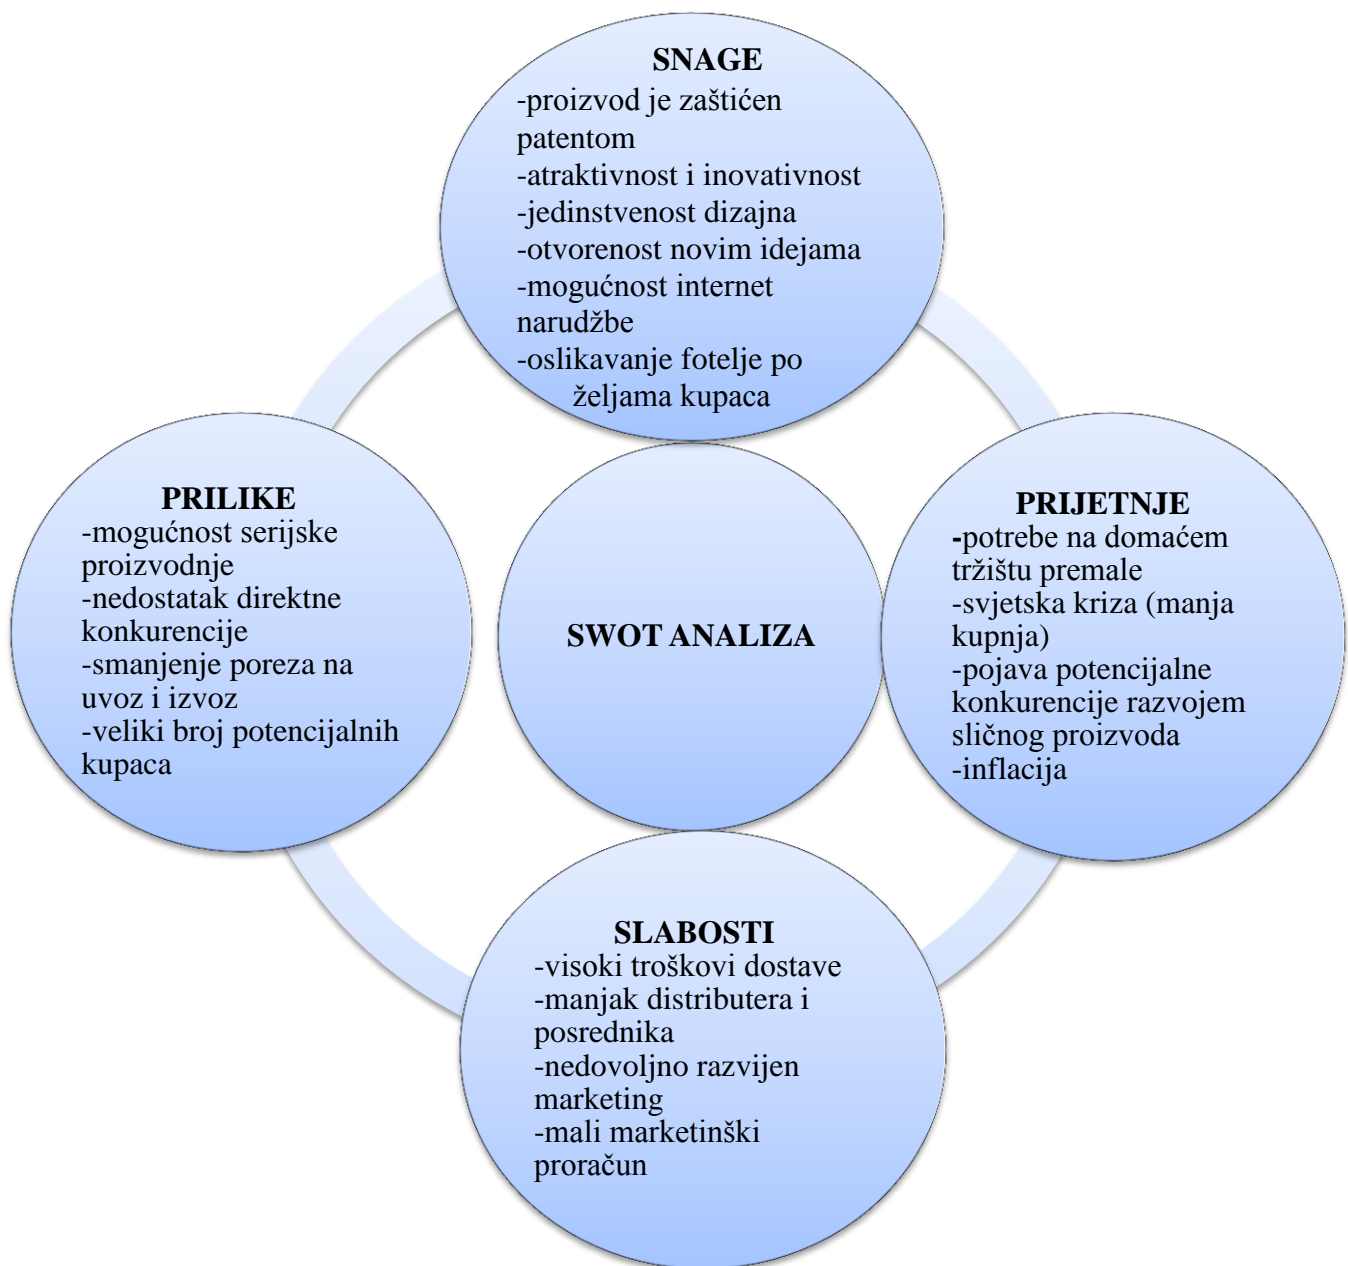 SNAGE
-proizvod je zaštićen
patentom
-atraktivnost i inovativnost
-jedinstvenost dizajna
-otvorenost novim idejama
-mogućnost internet
narudžbe
-oslikavanje fotelje po
željama kupaca
PRILIKE
-mogućnost serijske
proizvodnje
-nedostatak direktne
konkurencije
-smanjenje poreza na
uvoz i izvoz
-veliki broj potencijalnih
kupaca
SWOT ANALIZA
PRIJETNJE
-potrebe na domaćem
tržištu premale
-svjetska kriza (manja
kupnja)
-pojava potencijalne
konkurencije razvojem
sličnog proizvoda
-inflacija
SLABOSTI
-visoki troškovi dostave
-manjak distributera i
posrednika
-nedovoljno razvijen
marketing
-mali marketinški
proračun